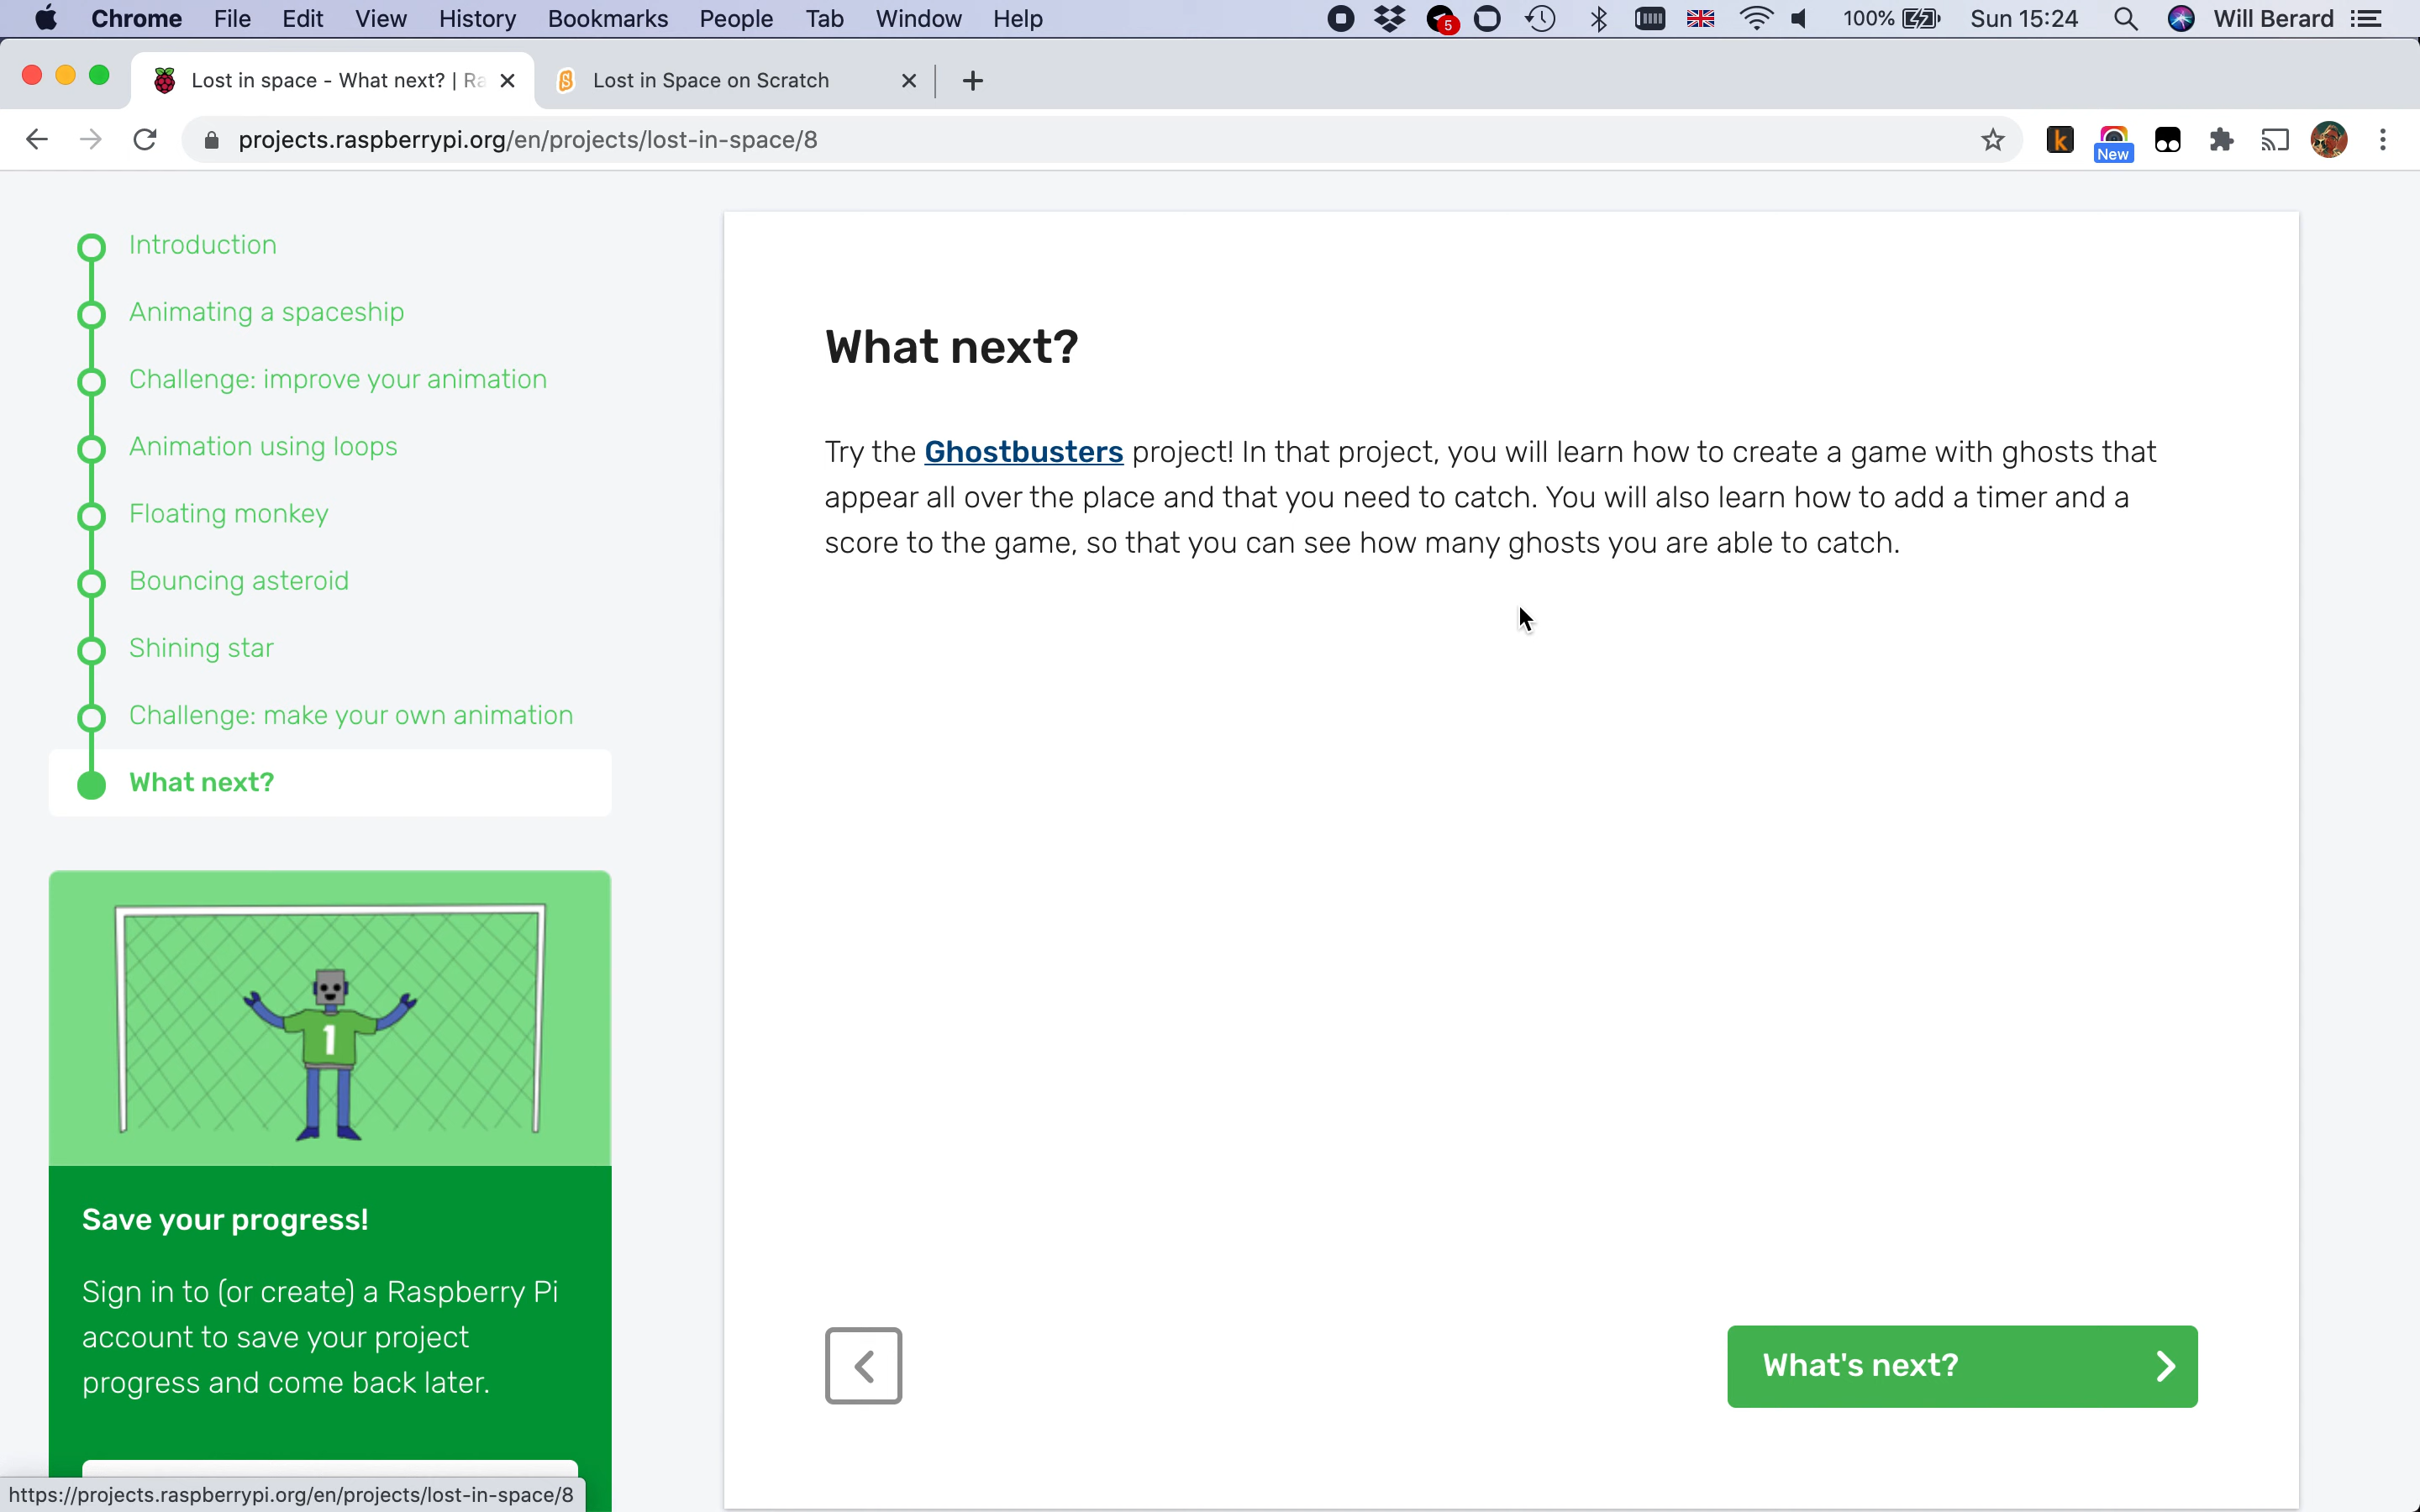 Chrome File Edit View History Bookmarks People Tab Window Help 5 100% Sun 15:24 Will Berard
Lost in space - What next? | Ra Lost in Space on Scratch
projects.raspberrypi.org/en/projects/lost-in-space/8 k New
Introduction
Animating a spaceship
Challenge: improve your animation
Animation using loops
Floating monkey
Bouncing asteroid
Shining star
Challenge: make your own animation
What next?
1
Save your progress!
Sign in to (or create) a Raspberry Pi
account to save your project
progress and come back later.
https://projects.raspberrypi.org/en/projects/lost-in-space/8
What next?
Try the Ghostbusters project! In that project, you will learn how to create a game with ghosts that
appear all over the place and that you need to catch. You will also learn how to add a timer and a
score to the game, so that you can see how many ghosts you are able to catch.
What's next?